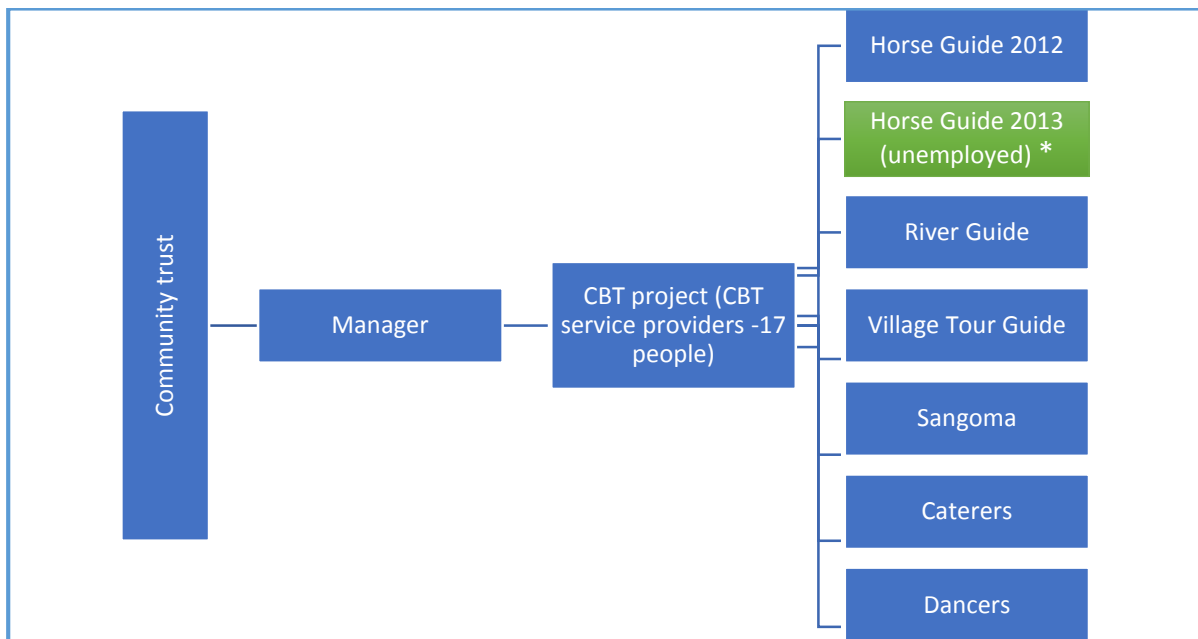 Community trust
Manager
CBT project (CBT
service providers -17
people)
Horse Guide 2012
Horse Guide 2013
(unemployed) *
River Guide
Village Tour Guide
Sangoma
Caterers
Dancers